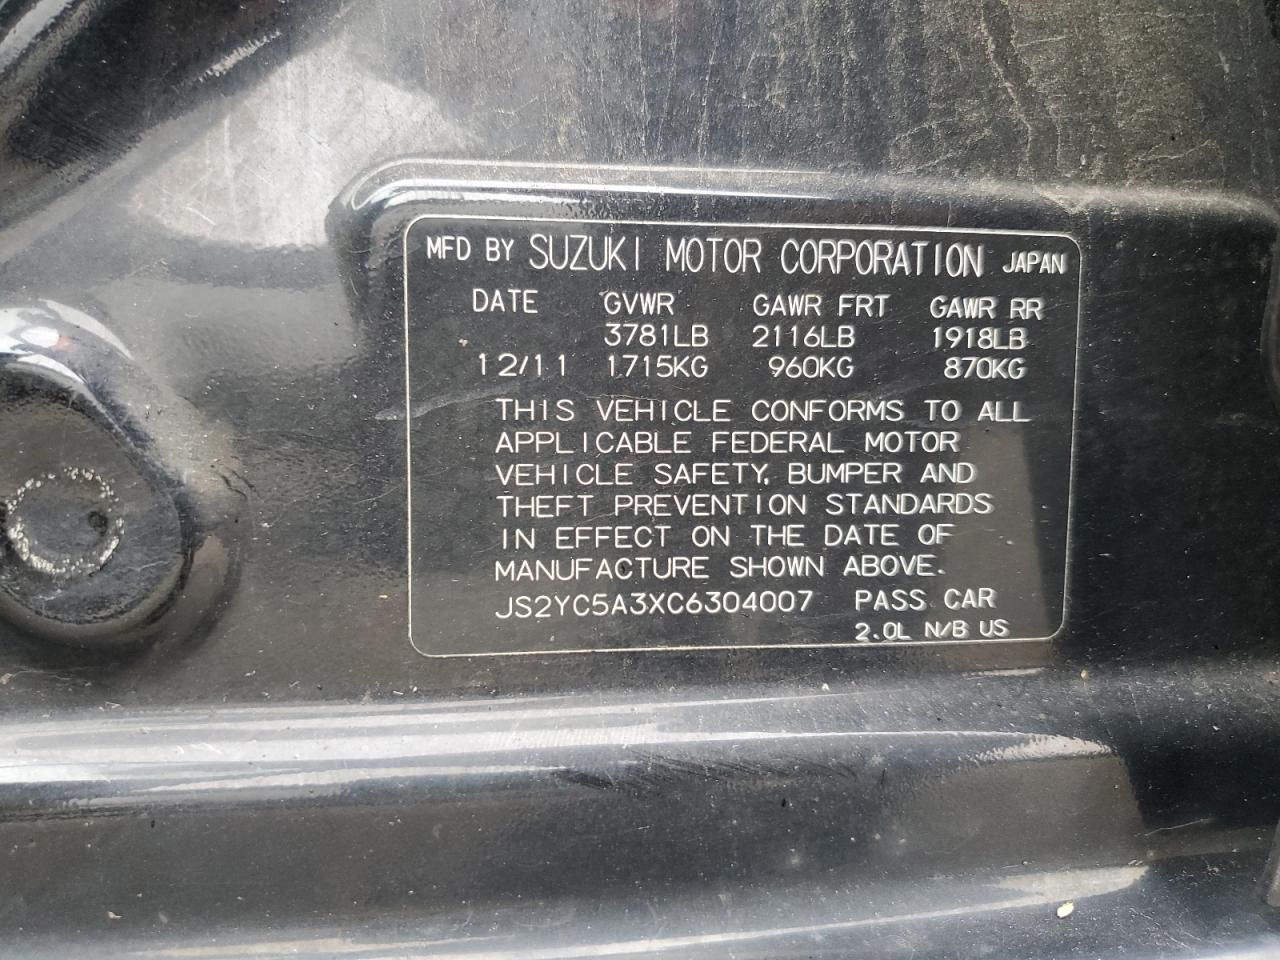 MFD BY SUZUKI MOTOR CORPORATION JAPAN
DATE GVWR GAWR FRT GAWR RR
3781LB 2116LB 1918LB
12/11 1715KG 960KG 870KG
THIS VEHICLE CONFORMS TO ALL
APPLICABLE FEDERAL MOTOR
VEHICLE SAFETY, BUMPER AND
THEFT PREVENTION STANDARDS
IN EFFECT ON THE DATE OF
MANUFACTURE SHOWN ABOVE.
JS2YC5A3XC6304007 PASS CAR
2.0L N/B US